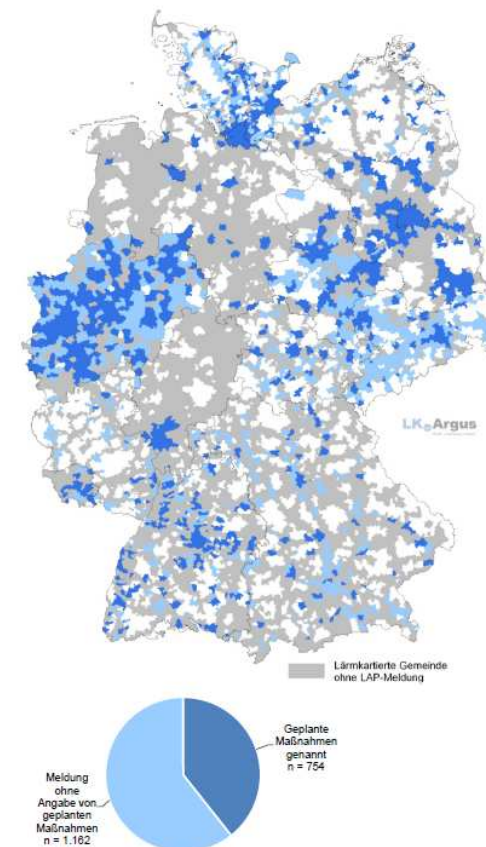 LK Argus
Lärmkartierte Gemeinde
ohne LAP-Meldung
Geplante
Maßnahmen
genannt
n = 754
Meldung
ohne
Angabe von
geplanten
Maßnahmen
n = 1.162